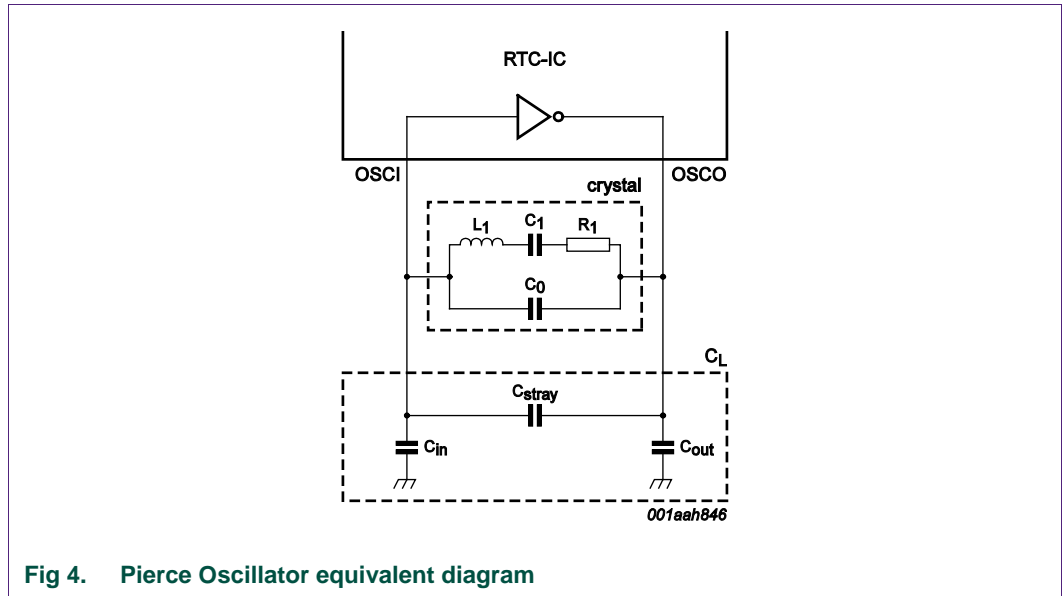 RTC-IC
OSCI
OSCO
crystal
L1
C1
R1
C0
CL
Cstray
Cin
Cout
001aah846
Fig 4. Pierce Oscillator equivalent diagram